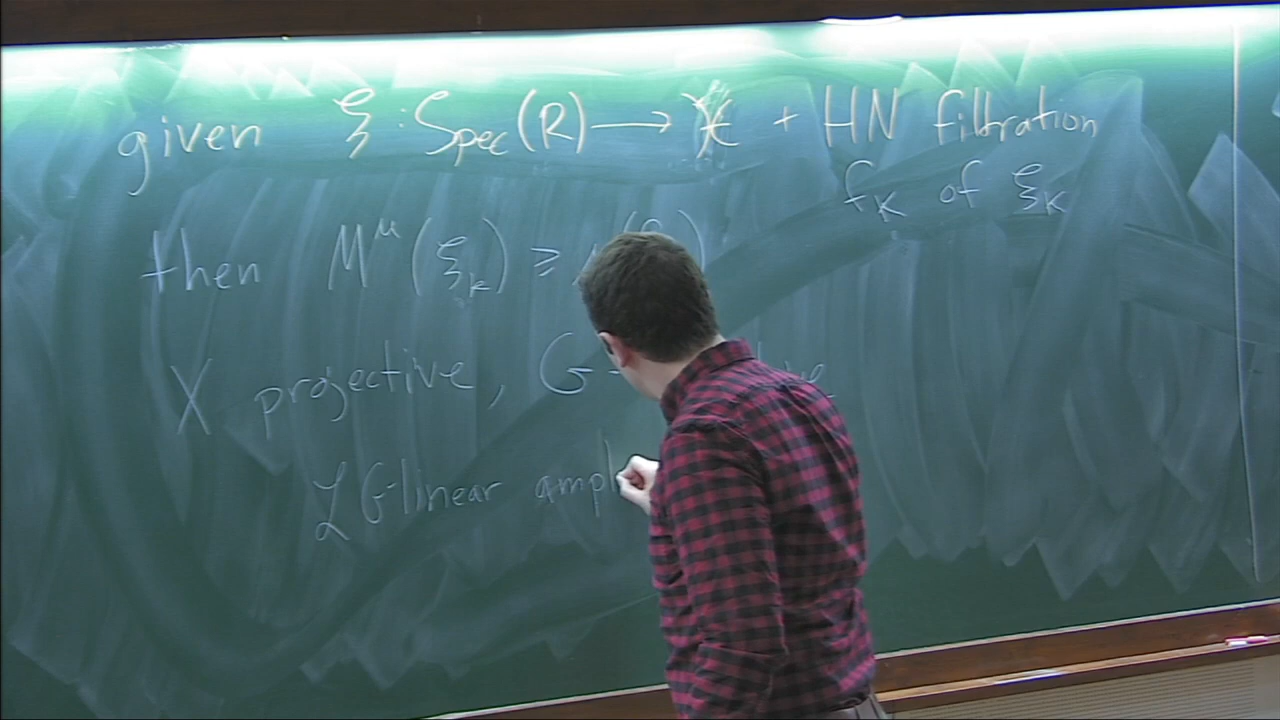 given ξ : Spec(R) ⟶ 𝔛 + HN filtration
f_K of ξ_K
then M^μ(ξ_k) ≥
X projective, G-
ℒ G-linear ampl